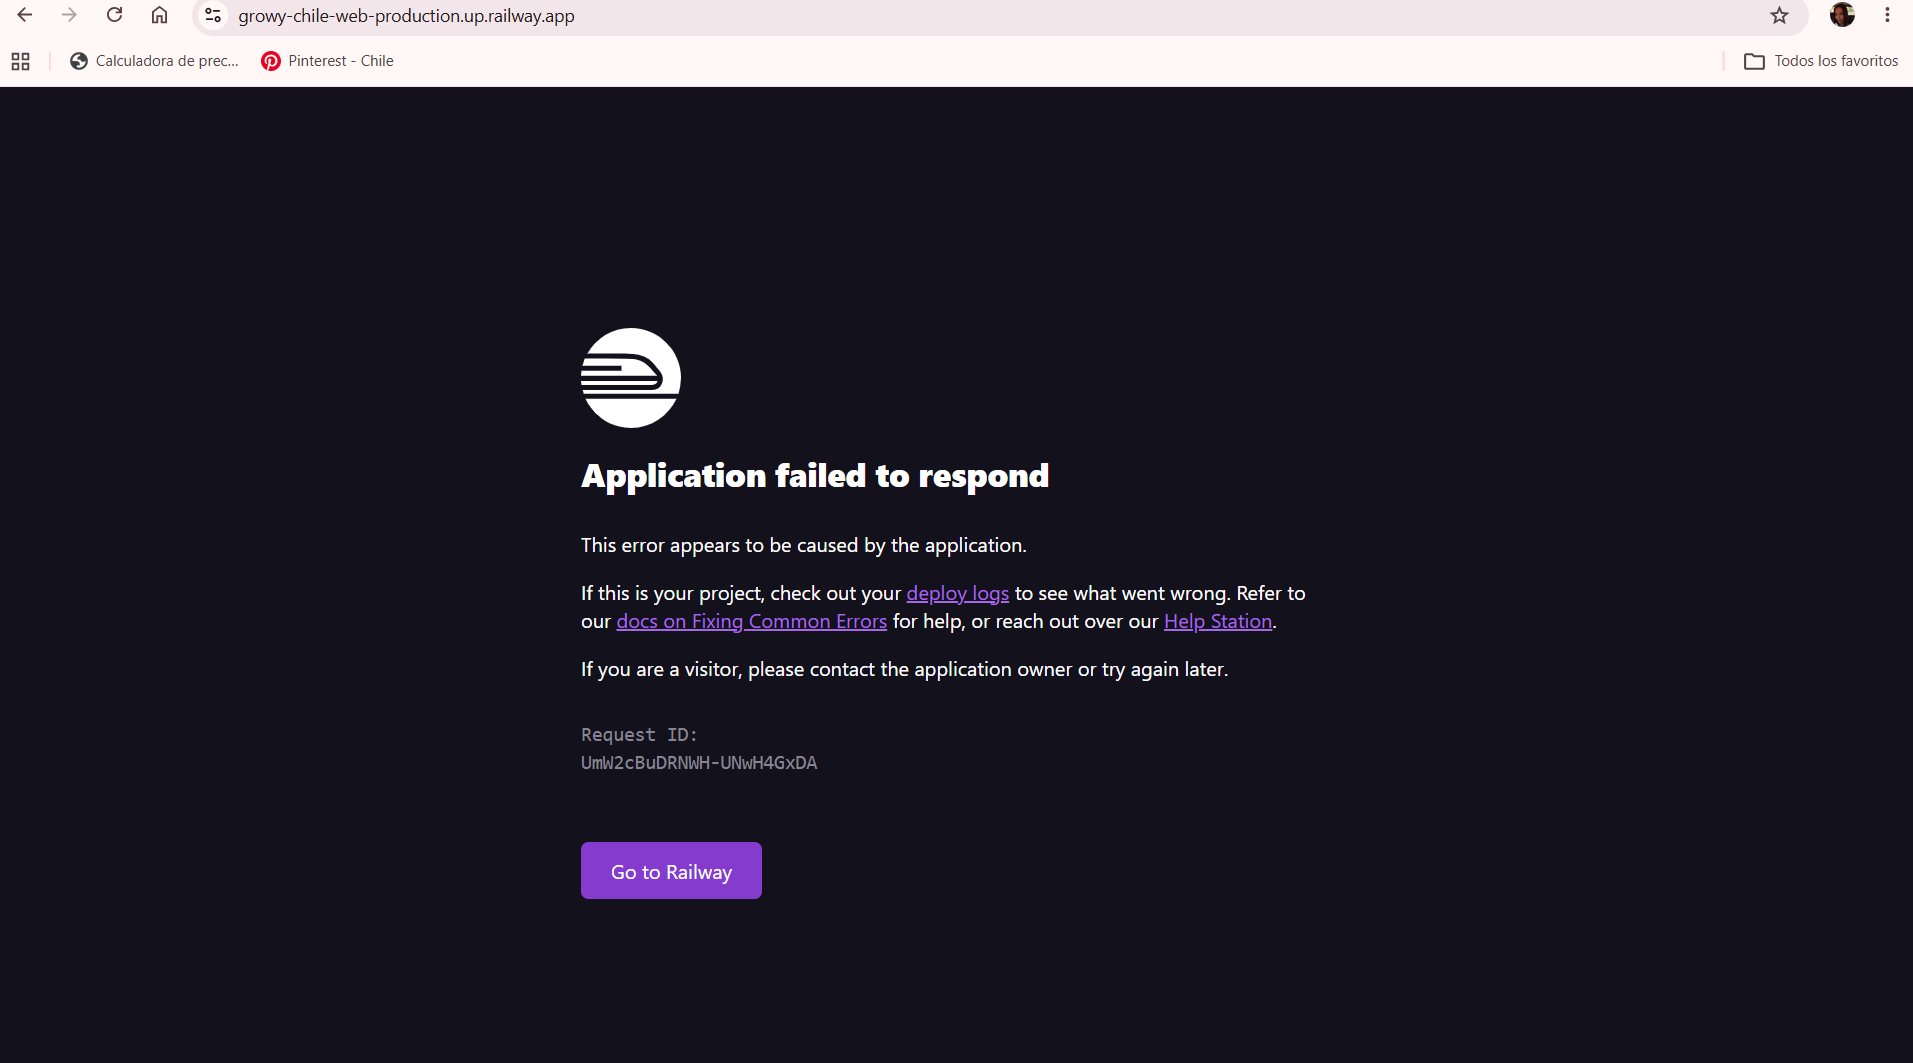 growy-chile-web-production.up.railway.app
Calculadora de prec...
Pinterest - Chile
Todos los favoritos
Application failed to respond
This error appears to be caused by the application.
If this is your project, check out your deploy logs to see what went wrong. Refer to
our docs on Fixing Common Errors for help, or reach out over our Help Station.
If you are a visitor, please contact the application owner or try again later.
Request ID:
UmW2cBuDRNWH-UNwH4GxDA
Go to Railway